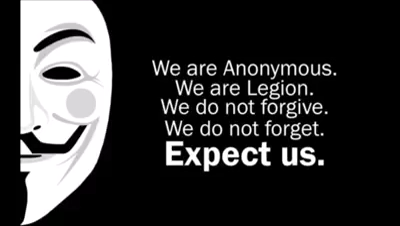 We are Anonymous.
We are Legion.
We do not forgive.
We do not forget.
Expect us.